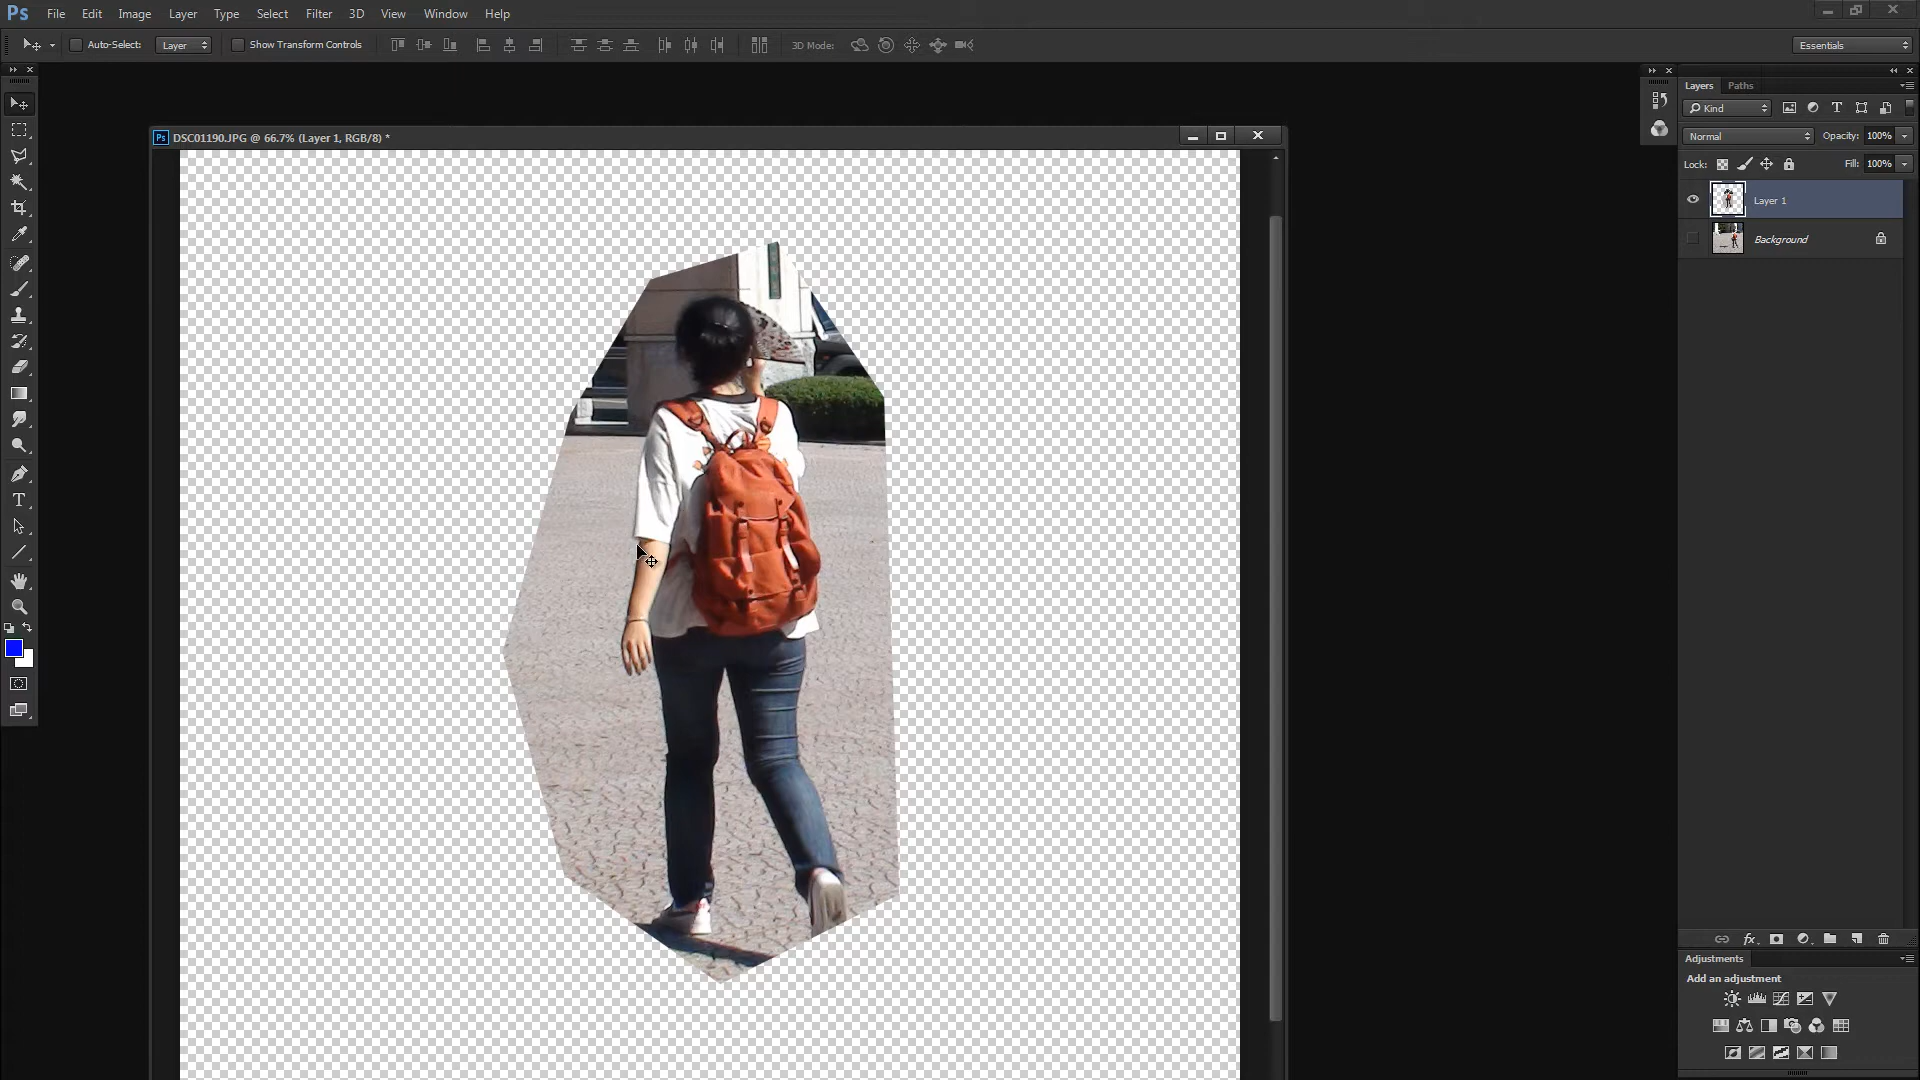 Ps File Edit Image Layer Type Select Filter 3D View Window Help
Auto-Select: Layer Show Transform Controls 3D Mode: Essentials
Layers Paths
Ps DSC01190.JPG @ 66.7% (Layer 1, RGB/8) *
Kind T
Normal Opacity: 100%
Lock: Fill: 100%
Layer 1
Background
T
fx
Adjustments
Add an adjustment